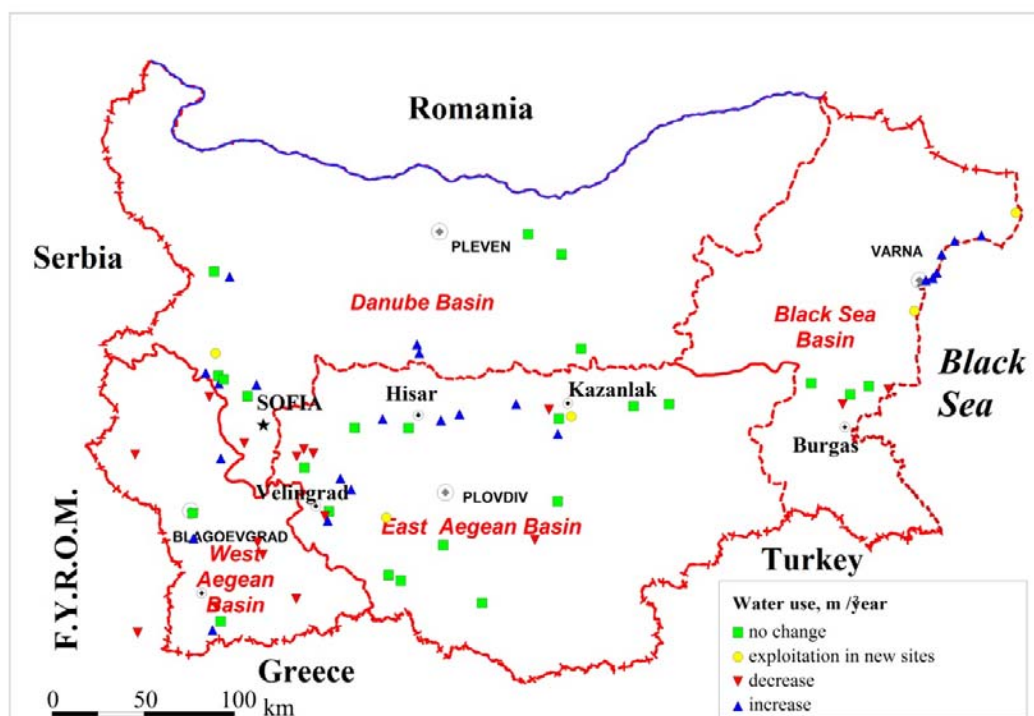 Romania
Serbia
PLEVEN
VARNA
Danube Basin
Black Sea
Basin
Black
Sea
Hisar
Kazanlak
SOFIA
Burgas
Velingrad
PLOVDIV
East Aegean Basin
BLAGOEVGRAD
West
Aegean
Basin
F.Y.R.O.M.
Turkey
Greece
Water use, m³/year
no change
exploitation in new sites
decrease
increase
0 50 100 km